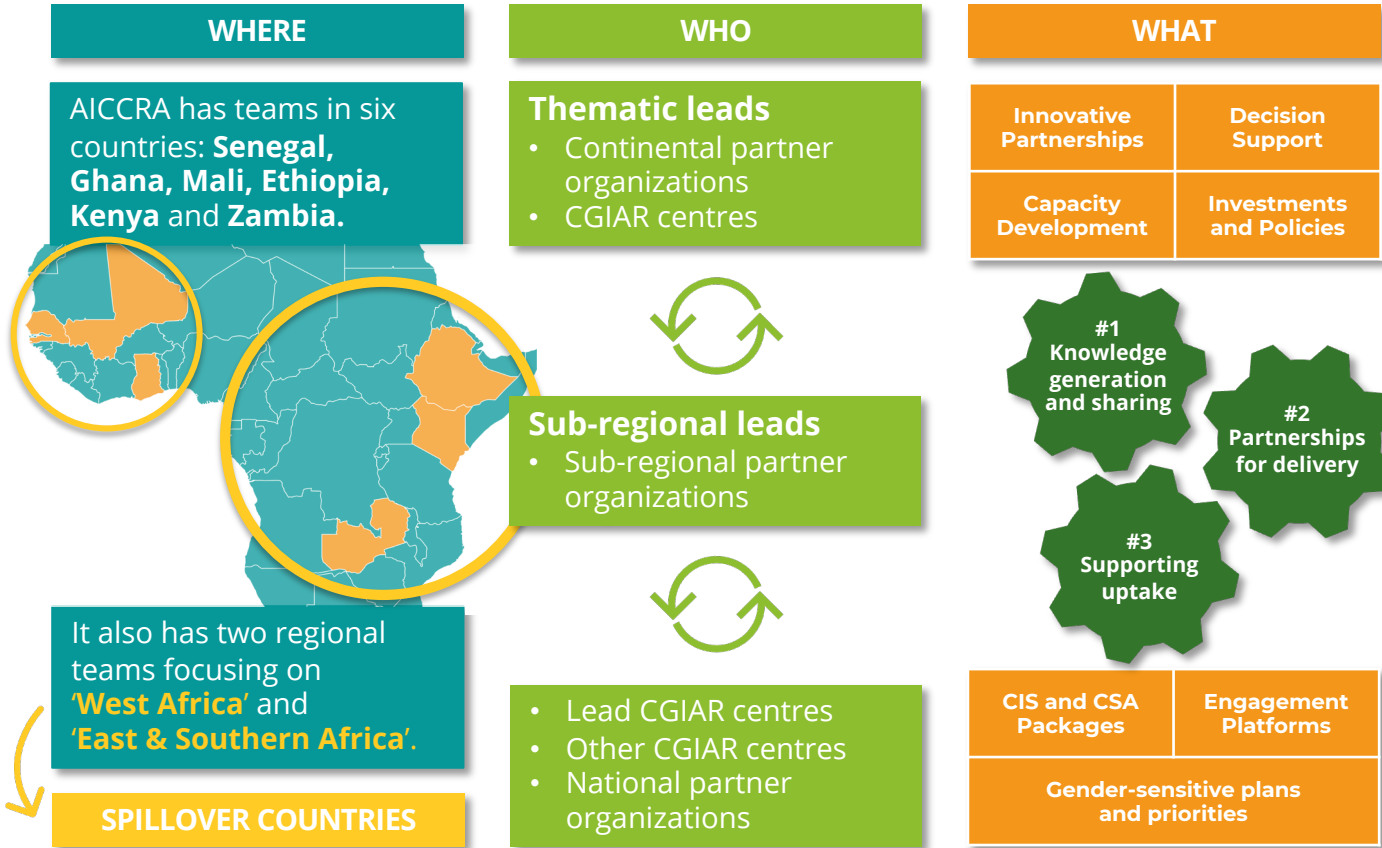 WHERE
AICCRA has teams in six
countries: Senegal,
Ghana, Mali, Ethiopia,
Kenya and Zambia.
It also has two regional
teams focusing on
‘West Africa’ and
‘East & Southern Africa’.
SPILLOVER COUNTRIES
WHO
Thematic leads
• Continental partner
organizations
• CGIAR centres
Sub-regional leads
• Sub-regional partner
organizations
• Lead CGIAR centres
• Other CGIAR centres
• National partner
organizations
WHAT
Innovative
Partnerships
Decision
Support
Capacity
Development
Investments
and Policies
#1
Knowledge
generation
and sharing
#2
Partnerships
for delivery
#3
Supporting
uptake
CIS and CSA
Packages
Engagement
Platforms
Gender-sensitive plans
and priorities